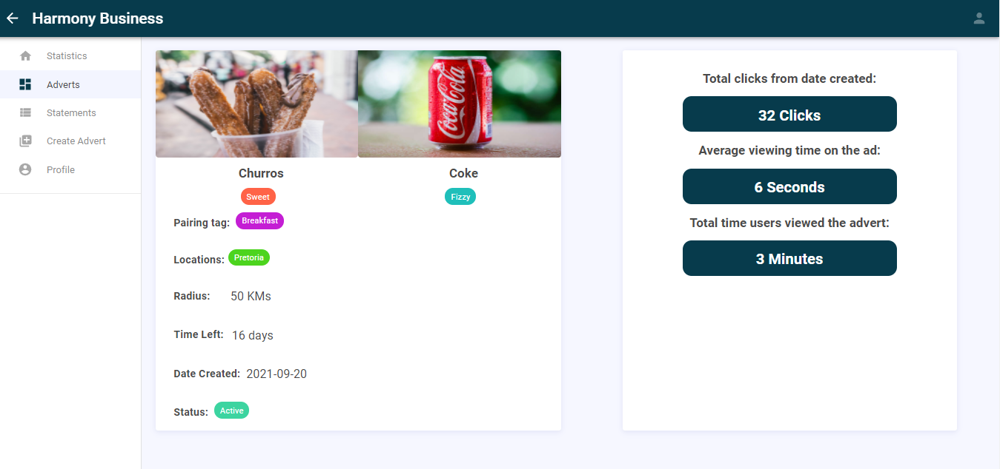 Harmony Business
Statistics
Adverts
Statements
Create Advert
Profile
Coca-Cola
Churros
Coke
Sweet
Fizzy
Pairing tag: Breakfast
Locations: Pretoria
Radius: 50 KMs
Time Left: 16 days
Date Created: 2021-09-20
Status: Active
Total clicks from date created:
32 Clicks
Average viewing time on the ad:
6 Seconds
Total time users viewed the advert:
3 Minutes